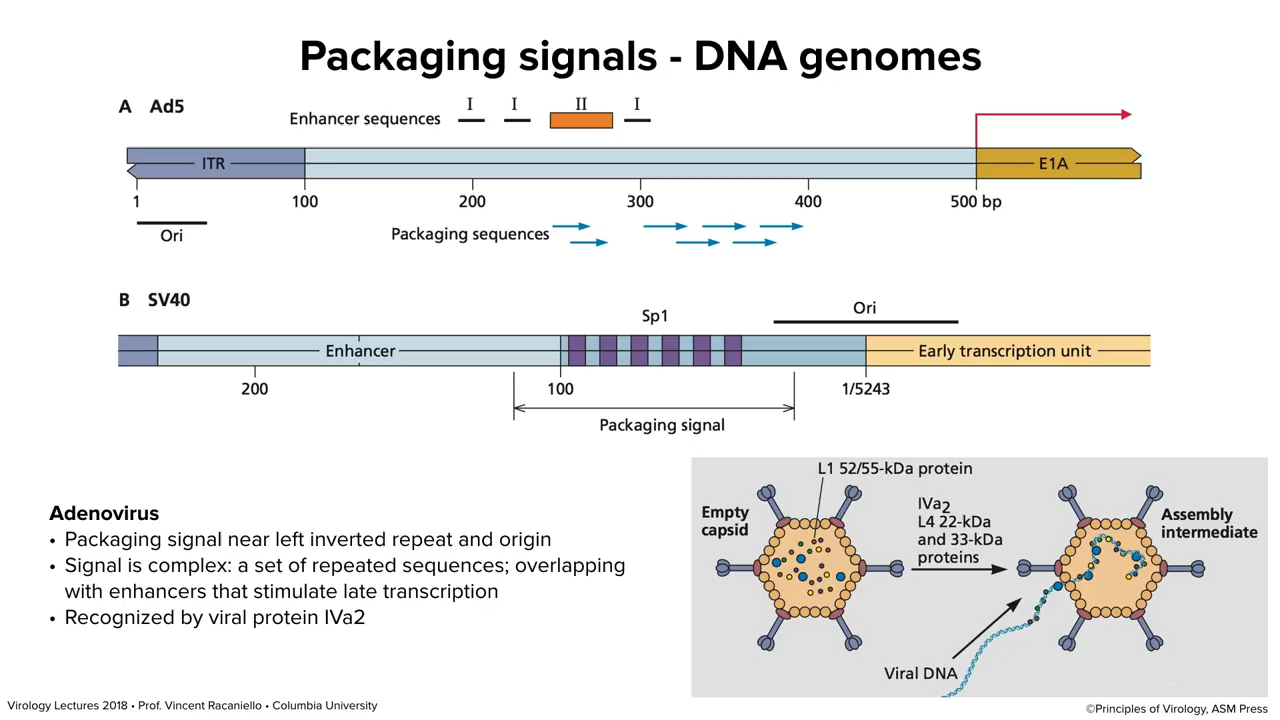 Packaging signals - DNA genomes
A Ad5
Enhancer sequences
I I II I
ITR E1A
1 100 200 300 400 500 bp
Ori
Packaging sequences
B SV40
Sp1
Ori
Enhancer Early transcription unit
200 100 1/5243
Packaging signal
Adenovirus
• Packaging signal near left inverted repeat and origin
• Signal is complex: a set of repeated sequences; overlapping
with enhancers that stimulate late transcription
• Recognized by viral protein IVa2
L1 52/55-kDa protein
Empty
capsid
IVa2
L4 22-kDa
and 33-kDa
proteins
Assembly
intermediate
Viral DNA
Virology Lectures 2018 • Prof. Vincent Racaniello • Columbia University
©Principles of Virology, ASM Press